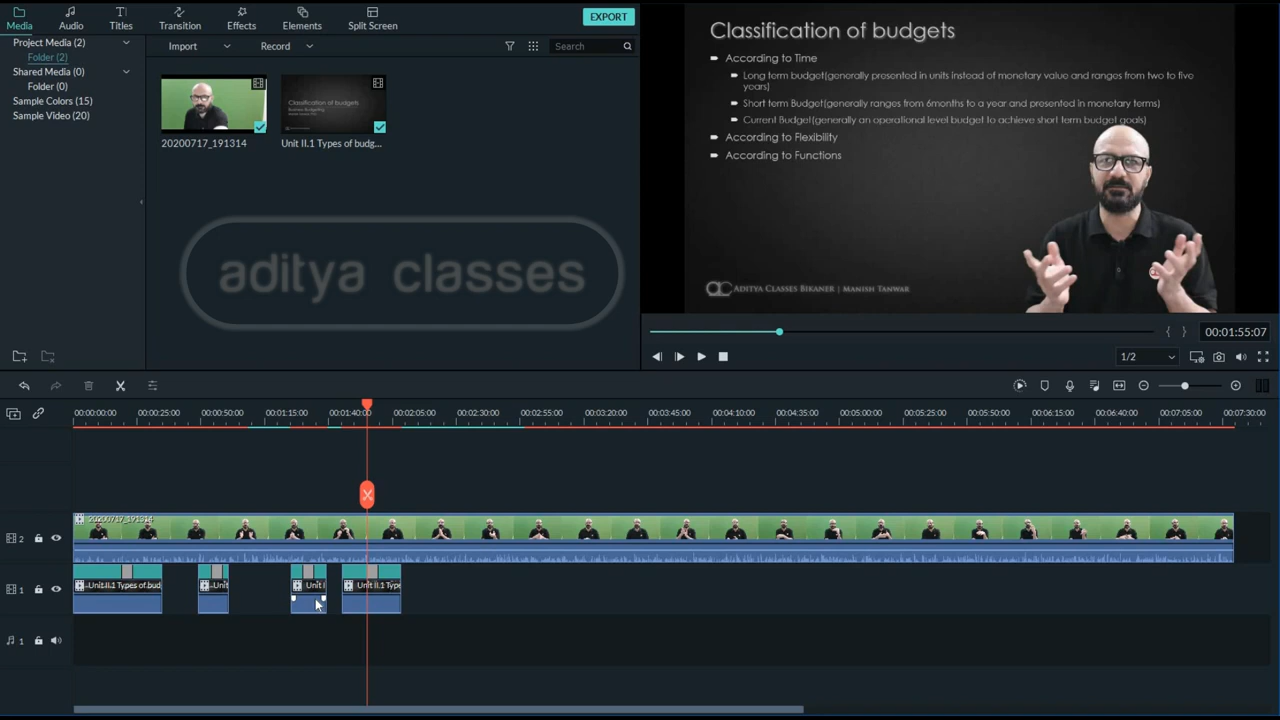 Media
Audio
Titles
Transition
Effects
Elements
Split Screen
EXPORT
Project Media (2)
Folder (2)
Shared Media (0)
Folder (0)
Sample Colors (15)
Sample Video (20)
Import
Record
Search
Classification of budgets
20200717_191314
Unit II.1 Types of budg...
aditya classes
Classification of budgets
According to Time
Long term budget(generally presented in units instead of monetary value and ranges from two to five
years)
Short term Budget(generally ranges from 6months to a year and presented in monetary terms)
Current Budget(generally an operational level budget to achieve short term budget goals)
According to Flexibility
According to Functions
AC ADITYA CLASSES BIKANER | MANISH TANWAR
00:01:55:07
1/2
00:00:00:00
00:00:25:00
00:00:50:00
00:01:15:00
00:01:40:00
00:02:05:00
00:02:30:00
00:02:55:00
00:03:20:00
00:03:45:00
00:04:10:00
00:04:35:00
00:05:00:00
00:05:25:00
00:05:50:00
00:06:15:00
00:06:40:00
00:07:05:00
00:07:30:00
2
20200717_191314
1
Unit II.1 Types of bud
Unit
Unit I
Unit II.1 Type
1